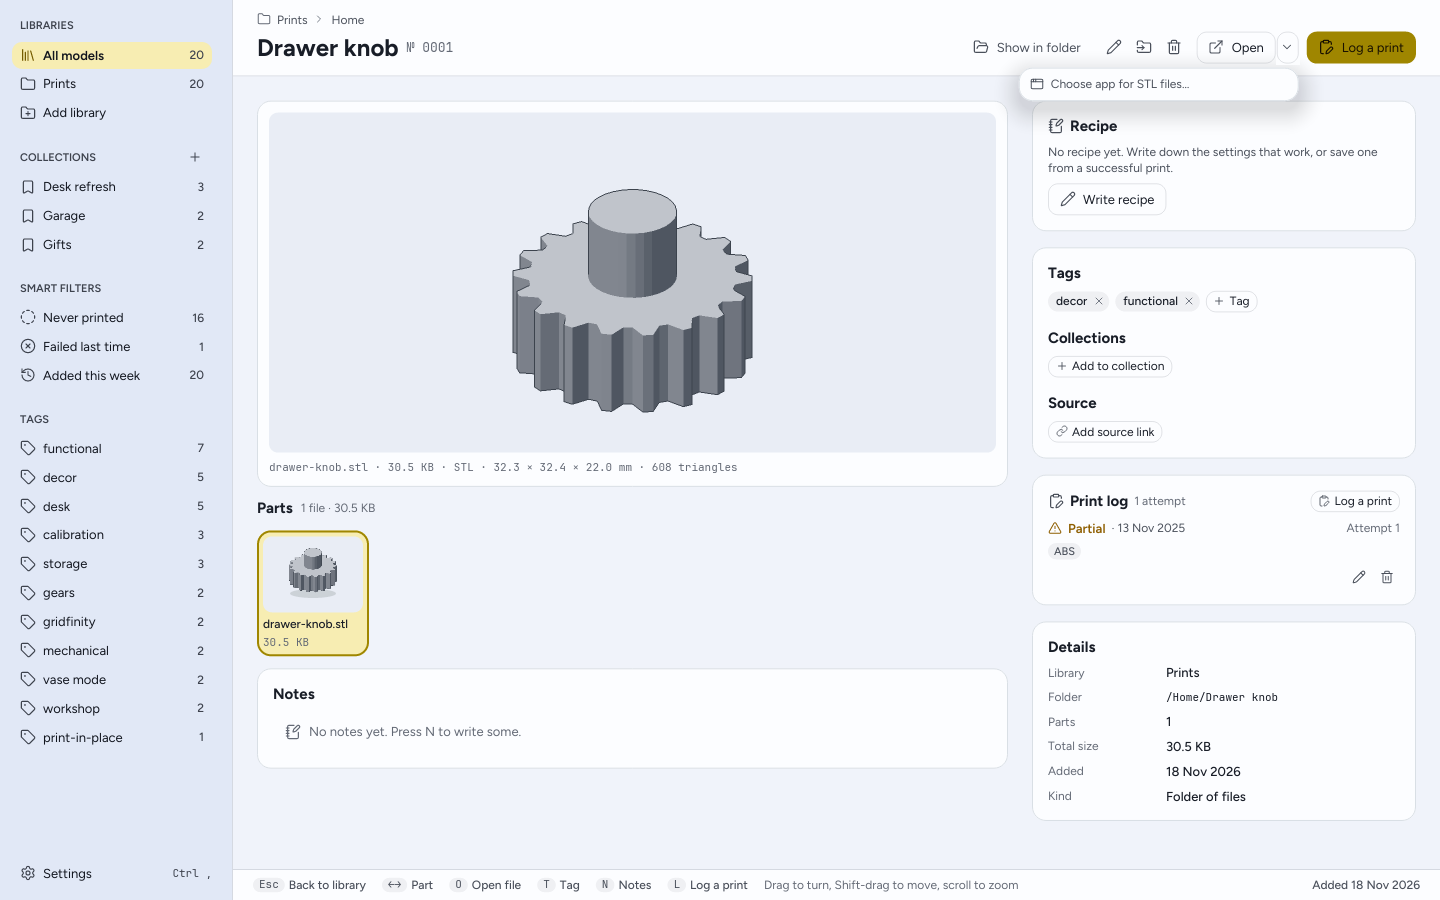 LIBRARIES
All models 20
Prints 20
Add library
COLLECTIONS
Desk refresh 3
Garage 2
Gifts 2
SMART FILTERS
Never printed 16
Failed last time 1
Added this week 20
TAGS
functional 7
decor 5
desk 5
calibration 3
storage 3
gears 2
gridfinity 2
mechanical 2
vase mode 2
workshop 2
print-in-place 1
Settings Ctrl ,
Prints Home
Drawer knob № 0001
Show in folder
Open
Log a print
Choose app for STL files...
drawer-knob.stl · 30.5 KB · STL · 32.3 × 32.4 × 22.0 mm · 608 triangles
Parts 1 file · 30.5 KB
drawer-knob.stl
30.5 KB
Notes
No notes yet. Press N to write some.
Recipe
No recipe yet. Write down the settings that work, or save one
from a successful print.
Write recipe
Tags
decor functional Tag
Collections
Add to collection
Source
Add source link
Print log 1 attempt Log a print
Partial · 13 Nov 2025 Attempt 1
ABS
Details
Library Prints
Folder /Home/Drawer knob
Parts 1
Total size 30.5 KB
Added 18 Nov 2026
Kind Folder of files
Esc Back to library Part O Open file T Tag N Notes L Log a print Drag to turn, Shift-drag to move, scroll to zoom Added 18 Nov 2026